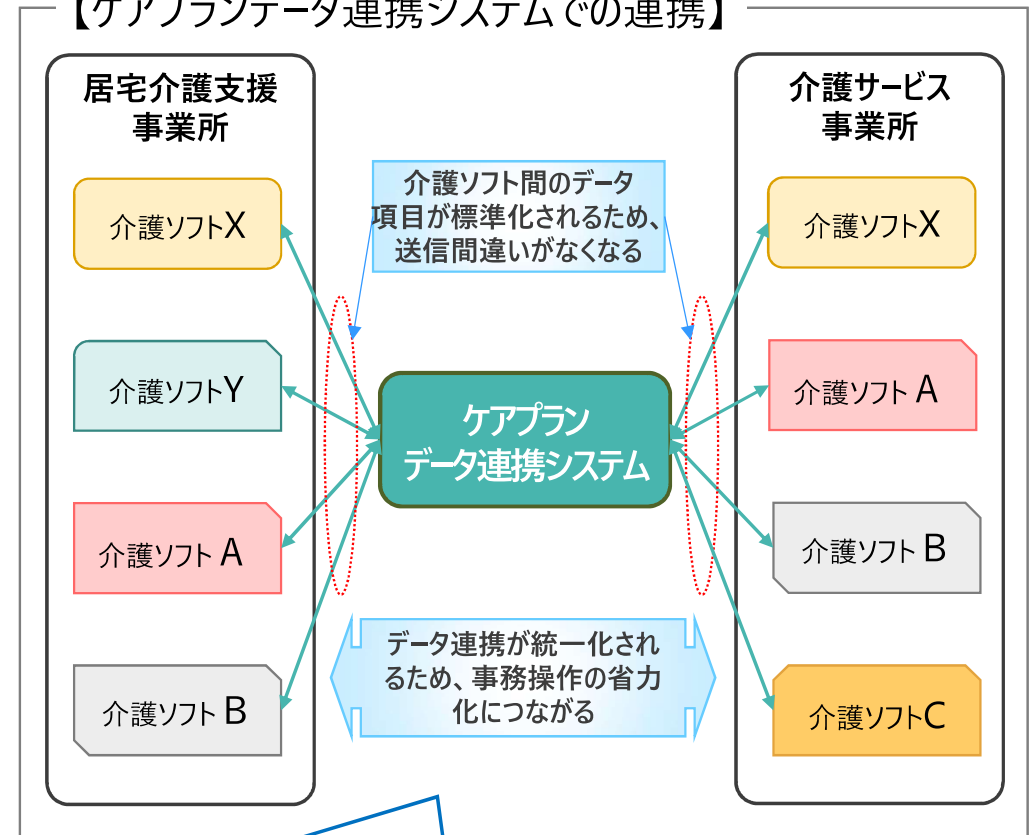 【ケアプランデータ連携システムでの連携】
居宅介護支援
事業所
介護ソフトX
介護ソフトY
介護ソフト A
介護ソフト B
介護ソフト間のデータ
項目が標準化されるため、
送信間違いがなくなる
ケアプラン
データ連携システム
データ連携が統一化され
るため、事務操作の省力
化につながる
介護サービス
事業所
介護ソフトX
介護ソフト A
介護ソフト B
介護ソフトC